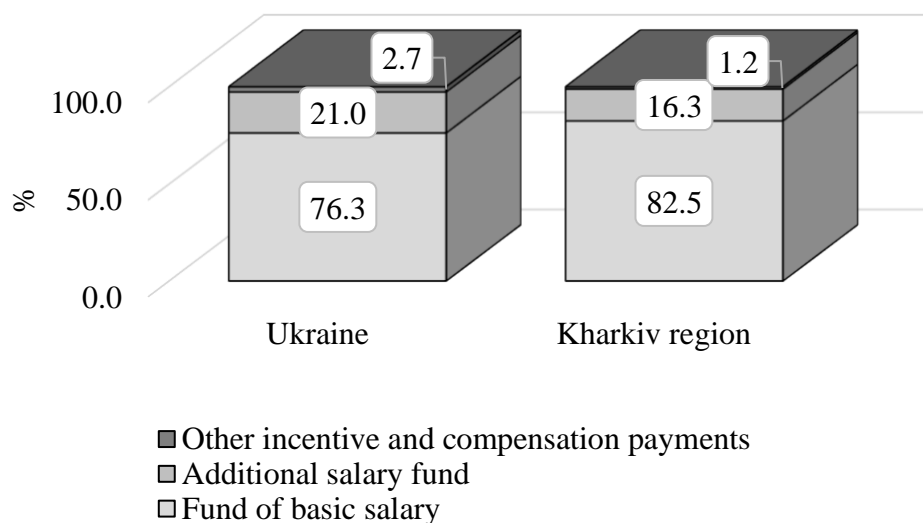 2.7
1.2
100.0
21.0
16.3
%
50.0
76.3
82.5
0.0
Ukraine
Kharkiv region
Other incentive and compensation payments
Additional salary fund
Fund of basic salary